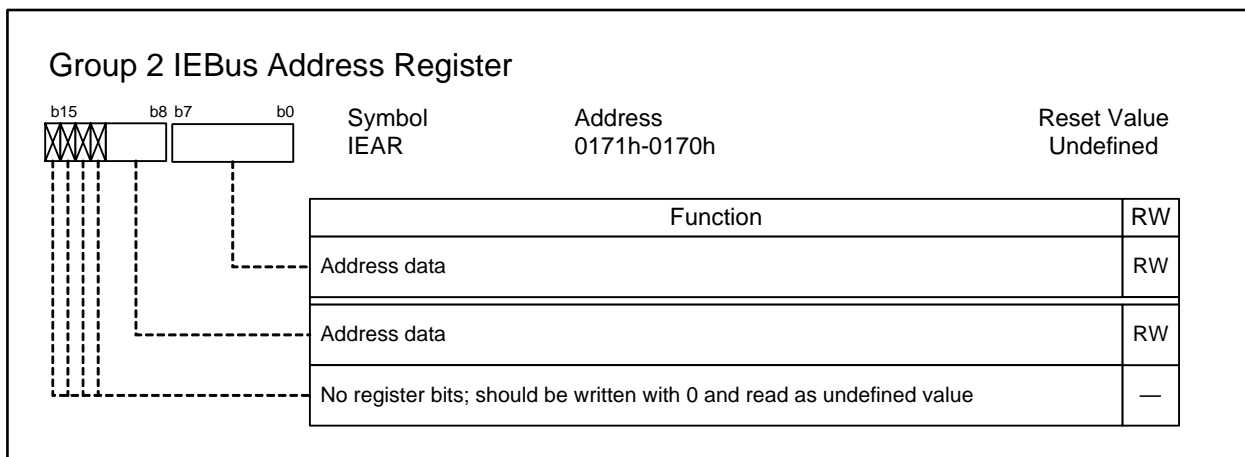 Group 2 IEBus Address Register
b15 b8 b7 b0
Symbol Address Reset Value
IEAR 0171h-0170h Undefined
Function RW
Address data RW
Address data RW
No register bits; should be written with 0 and read as undefined value —